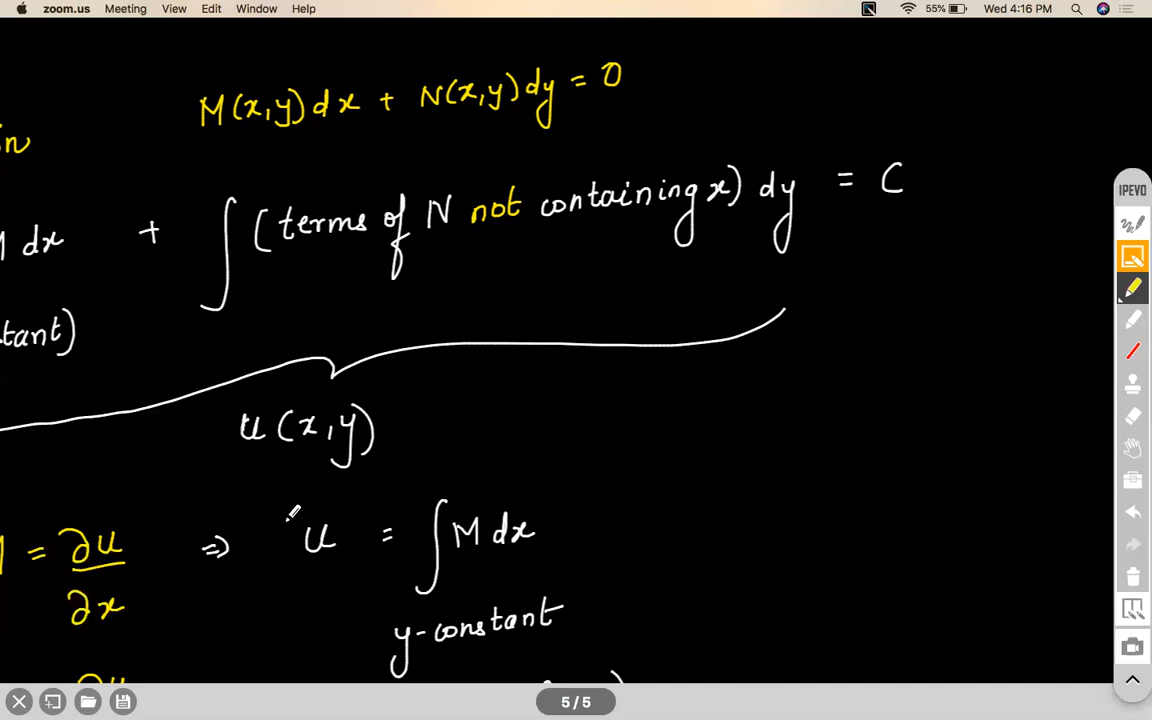 zoom.us Meeting View Edit Window Help 55% Wed 4:16 PM
M(x,y)dx + N(x,y)dy = 0
in
dx + ∫(terms of N not containing x) dy = C
tant)
u(x,y)
= ∂u/∂x ⇒ u = ∫M dx
y-constant
∂u
IPEVO
5/5